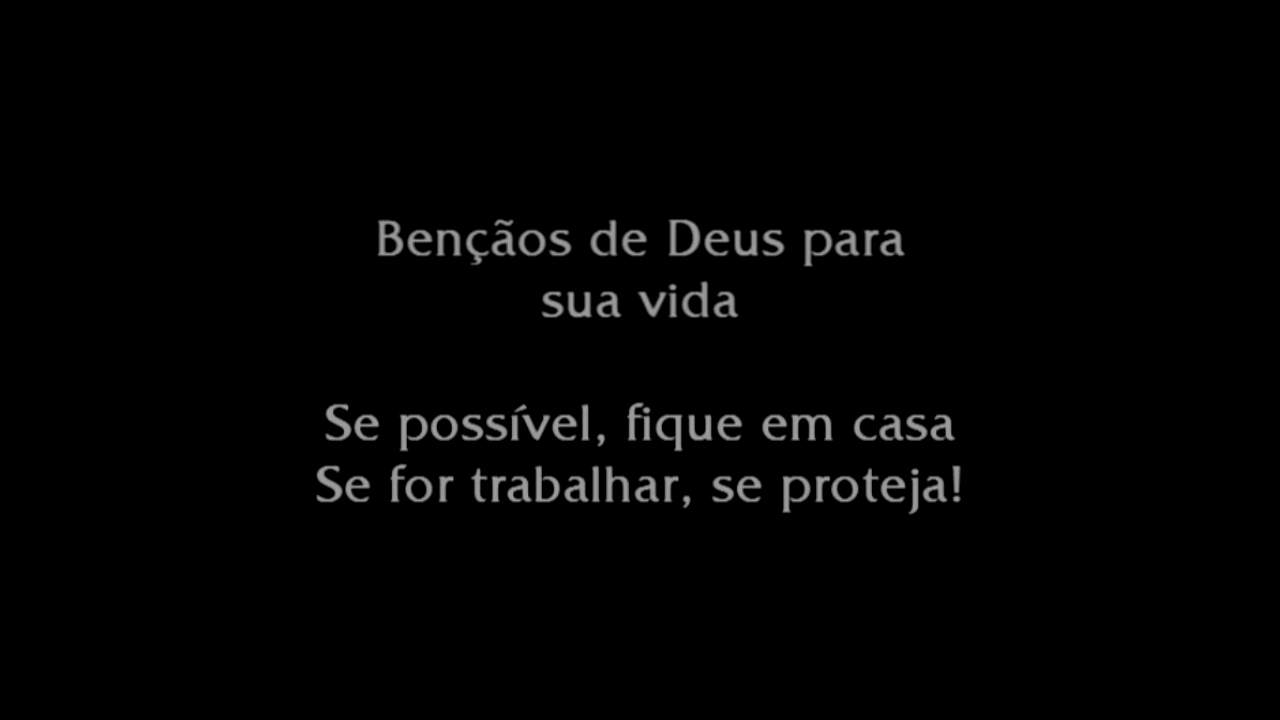 Bençãos de Deus para
sua vida
Se possível, fique em casa
Se for trabalhar, se proteja!